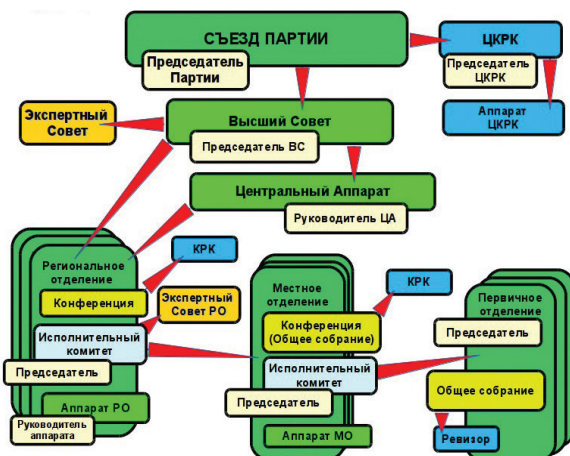 СЪЕЗД ПАРТИИ
Председатель
Партии
ЦКРК
Председатель
ЦКРК
Аппарат
ЦКРК
Экспертный
Совет
Высший Совет
Председатель ВС
Центральный Аппарат
Руководитель ЦА
Региональное
отделение
КРК
Конференция
Экспертный
Совет РО
Исполнительный
комитет
Председатель
Аппарат РО
Руководитель
аппарата
Местное
отделение
КРК
Конференция
(Общее собрание)
Исполнительный
комитет
Председатель
Аппарат МО
Первичное
отделение
Председатель
Общее собрание
Ревизор